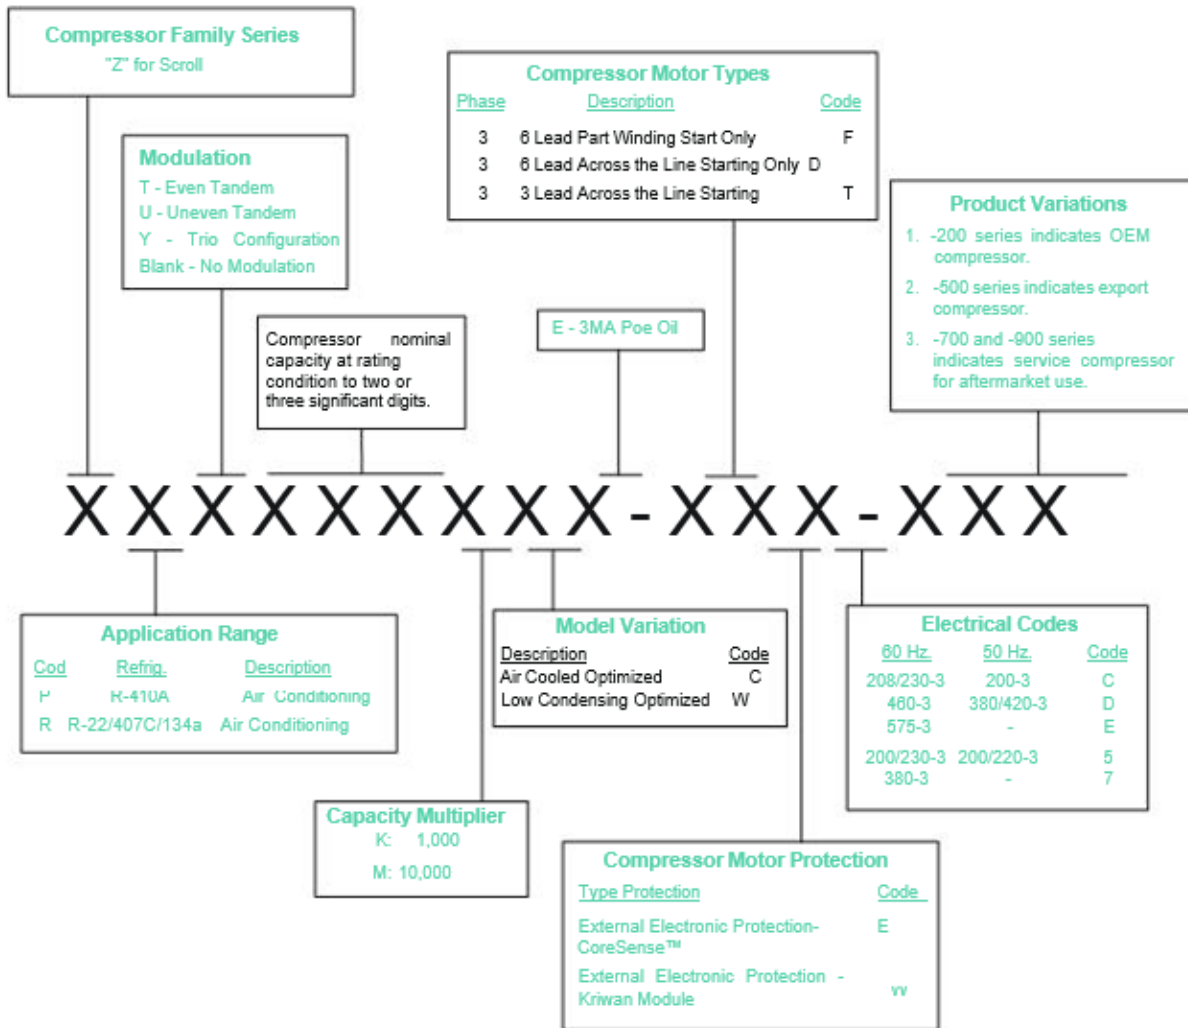 Compressor Family Series
"Z" for Scroll
Compressor Motor Types
Phase Description Code
3 6 Lead Part Winding Start Only F
3 6 Lead Across the Line Starting Only D
3 3 Lead Across the Line Starting T
Modulation
T - Even Tandem
U - Uneven Tandem
Y - Trio Configuration
Blank - No Modulation
Product Variations
1. -200 series indicates OEM
compressor.
2. -500 series indicates export
compressor.
3. -700 and -900 series
indicates service compressor
for aftermarket use.
E - 3MA Poe Oil
Compressor nominal
capacity at rating
condition to two or
three significant digits.
XXXXXXXXX-XXX-XXX
Application Range
Cod Refrig. Description
P R-410A Air Conditioning
R R-22/407C/134a Air Conditioning
Model Variation
Description Code
Air Cooled Optimized C
Low Condensing Optimized W
Electrical Codes
60 Hz. 50 Hz. Code
208/230-3 200-3 C
460-3 380/420-3 D
575-3 - E
200/230-3 200/220-3 5
380-3 - 7
Capacity Multiplier
K: 1,000
M: 10,000
Compressor Motor Protection
Type Protection Code
External Electronic Protection- E
CoreSense™
External Electronic Protection -
Kriwan Module W